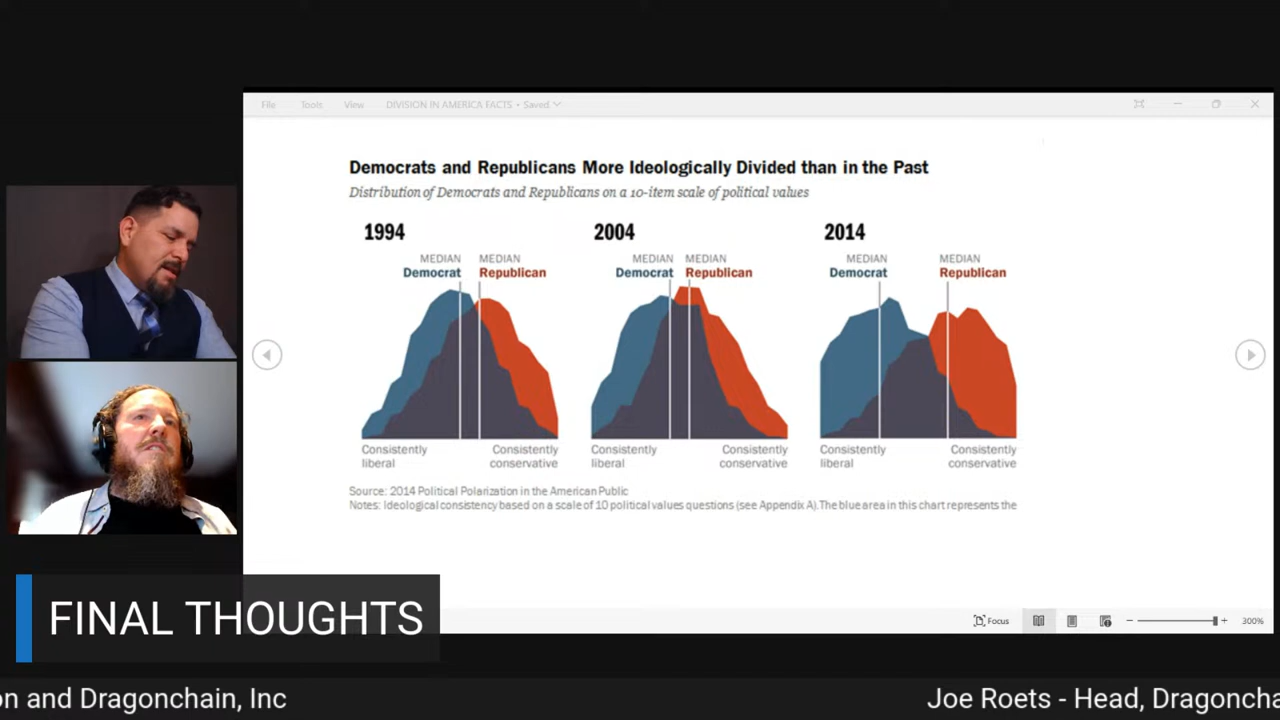 File Tools View DIVISION IN AMERICA FACTS • Saved
Democrats and Republicans More Ideologically Divided than in the Past
Distribution of Democrats and Republicans on a 10-item scale of political values
1994
MEDIAN MEDIAN
Democrat Republican
Consistently liberal
Consistently conservative
2004
MEDIAN MEDIAN
Democrat Republican
Consistently liberal
Consistently conservative
2014
MEDIAN MEDIAN
Democrat Republican
Consistently liberal
Consistently conservative
Source: 2014 Political Polarization in the American Public
Notes: Ideological consistency based on a scale of 10 political values questions (see Appendix A). The blue area in this chart represents the
Focus 300%
FINAL THOUGHTS
on and Dragonchain, Inc
Joe Roets - Head, Dragoncha